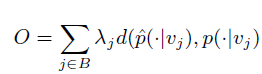 O = \sum_{j \in B} \lambda_j d(\hat{p}(\cdot|v_j), p(\cdot|v_j)